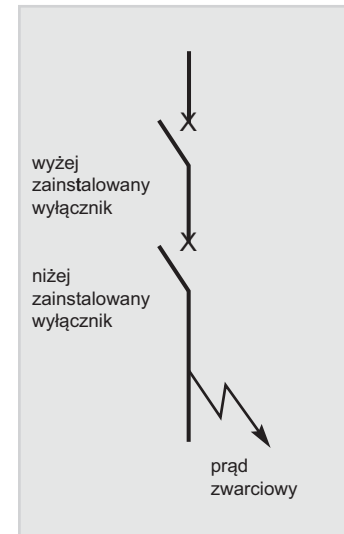 wyżej
zainstalowany
wyłącznik
niżej
zainstalowany
wyłącznik
prąd
zwarciowy